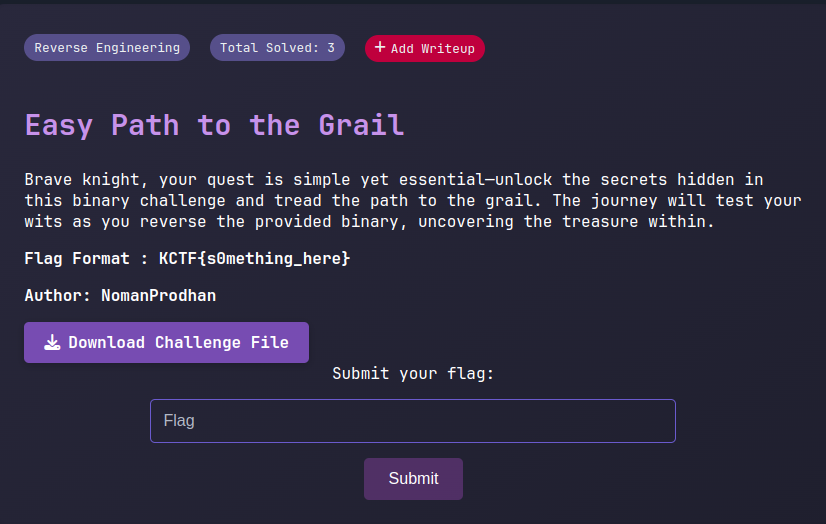 Reverse Engineering Total Solved: 3 + Add Writeup
Easy Path to the Grail
Brave knight, your quest is simple yet essential—unlock the secrets hidden in
this binary challenge and tread the path to the grail. The journey will test your
wits as you reverse the provided binary, uncovering the treasure within.
Flag Format : KCTF{s0mething_here}
Author: NomanProdhan
Download Challenge File
Submit your flag:
Flag
Submit